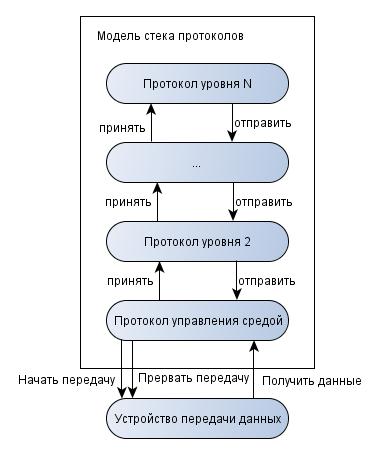 Модель стека протоколов
Протокол уровня N
принять
отправить
...
принять
отправить
Протокол уровня 2
принять
отправить
Протокол управления средой
Начать передачу
Прервать передачу
Получить данные
Устройство передачи данных